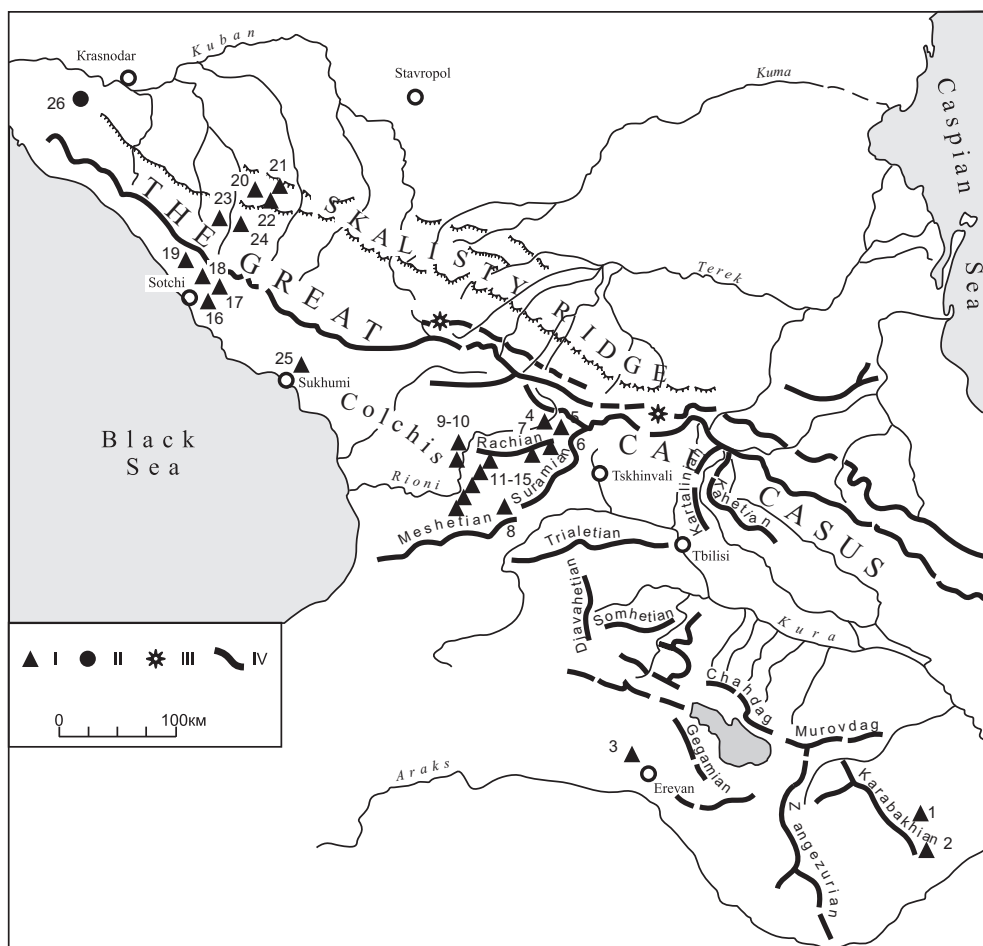 Krasnodar
Kuban
Stavropol
Kuma
Caspian Sea
26
21
20
22
23
24
THE GREAT CAUCASUS
SKALISTY RIDGE
Terek
19
18
17
16
Sotchi
25
Sukhumi
Colchis
Black
Sea
9-10
4
7
5
6
Rachian
11-15
Suramian
Rioni
Meshetian
8
Tskhinvali
Kartalinian
Kahetian
Trialetian
Tbilisi
Djavahetian
Somhetian
Kura
Chahdag
Murovdag
Gegamian
3
Erevan
Araks
Zangezurian
Karabakhian
1
2
I
II
III
IV
0
100км